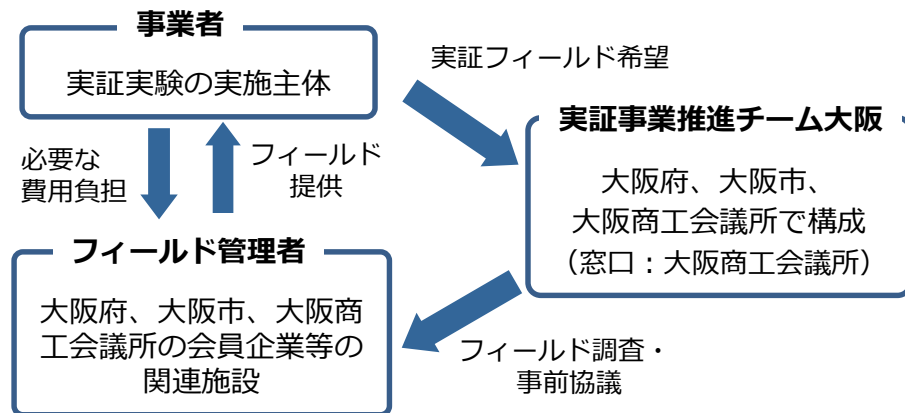 事業者
実証実験の実施主体
実証フィールド希望
実証事業推進チーム大阪
大阪府、大阪市、
大阪商工会議所で構成
（窓口：大阪商工会議所）
必要な
費用負担
フィールド
提供
フィールド管理者
大阪府、大阪市、大阪商
工会議所の会員企業等の
関連施設
フィールド調査・
事前協議